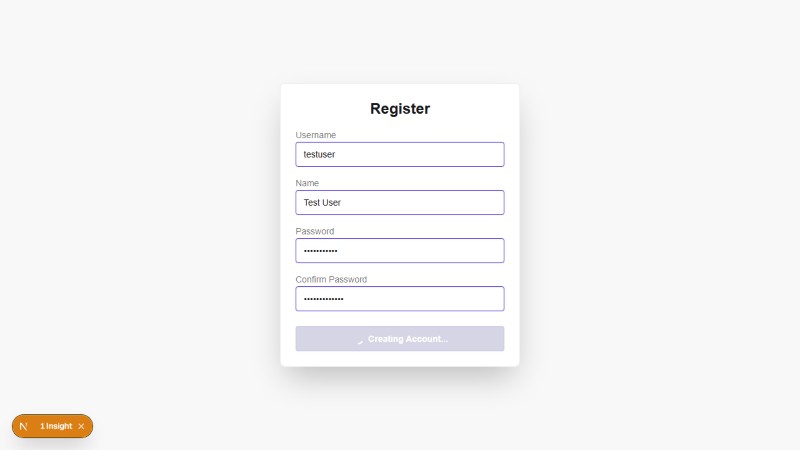 Register
Username
testuser
Name
Test User
Password
•••••••••••
Confirm Password
•••••••••••••
Creating Account...
N 1 Insight ×